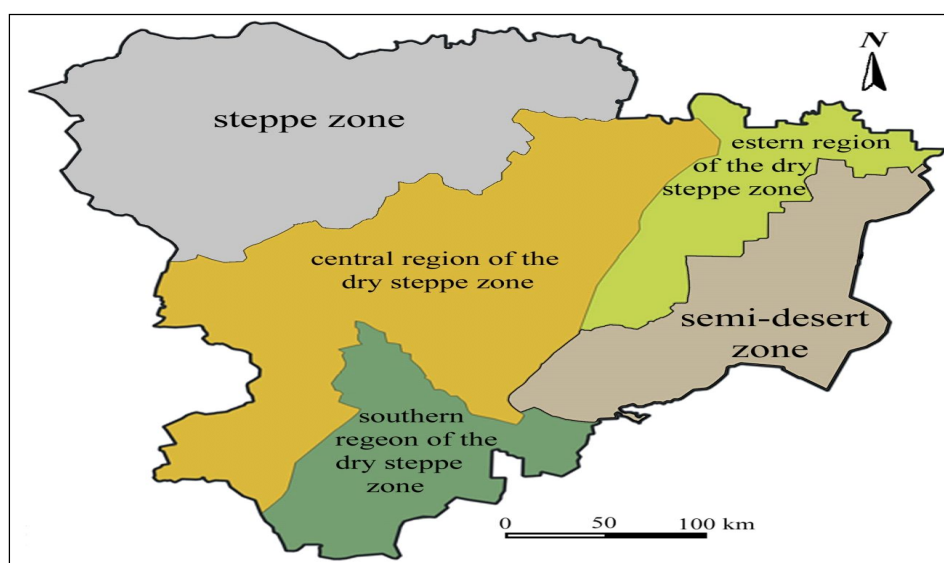 N
steppe zone
estern region
of the dry
steppe zone
central region of the
dry steppe zone
semi-desert
zone
southern
regeon of the
dry steppe
zone
0 50 100 km